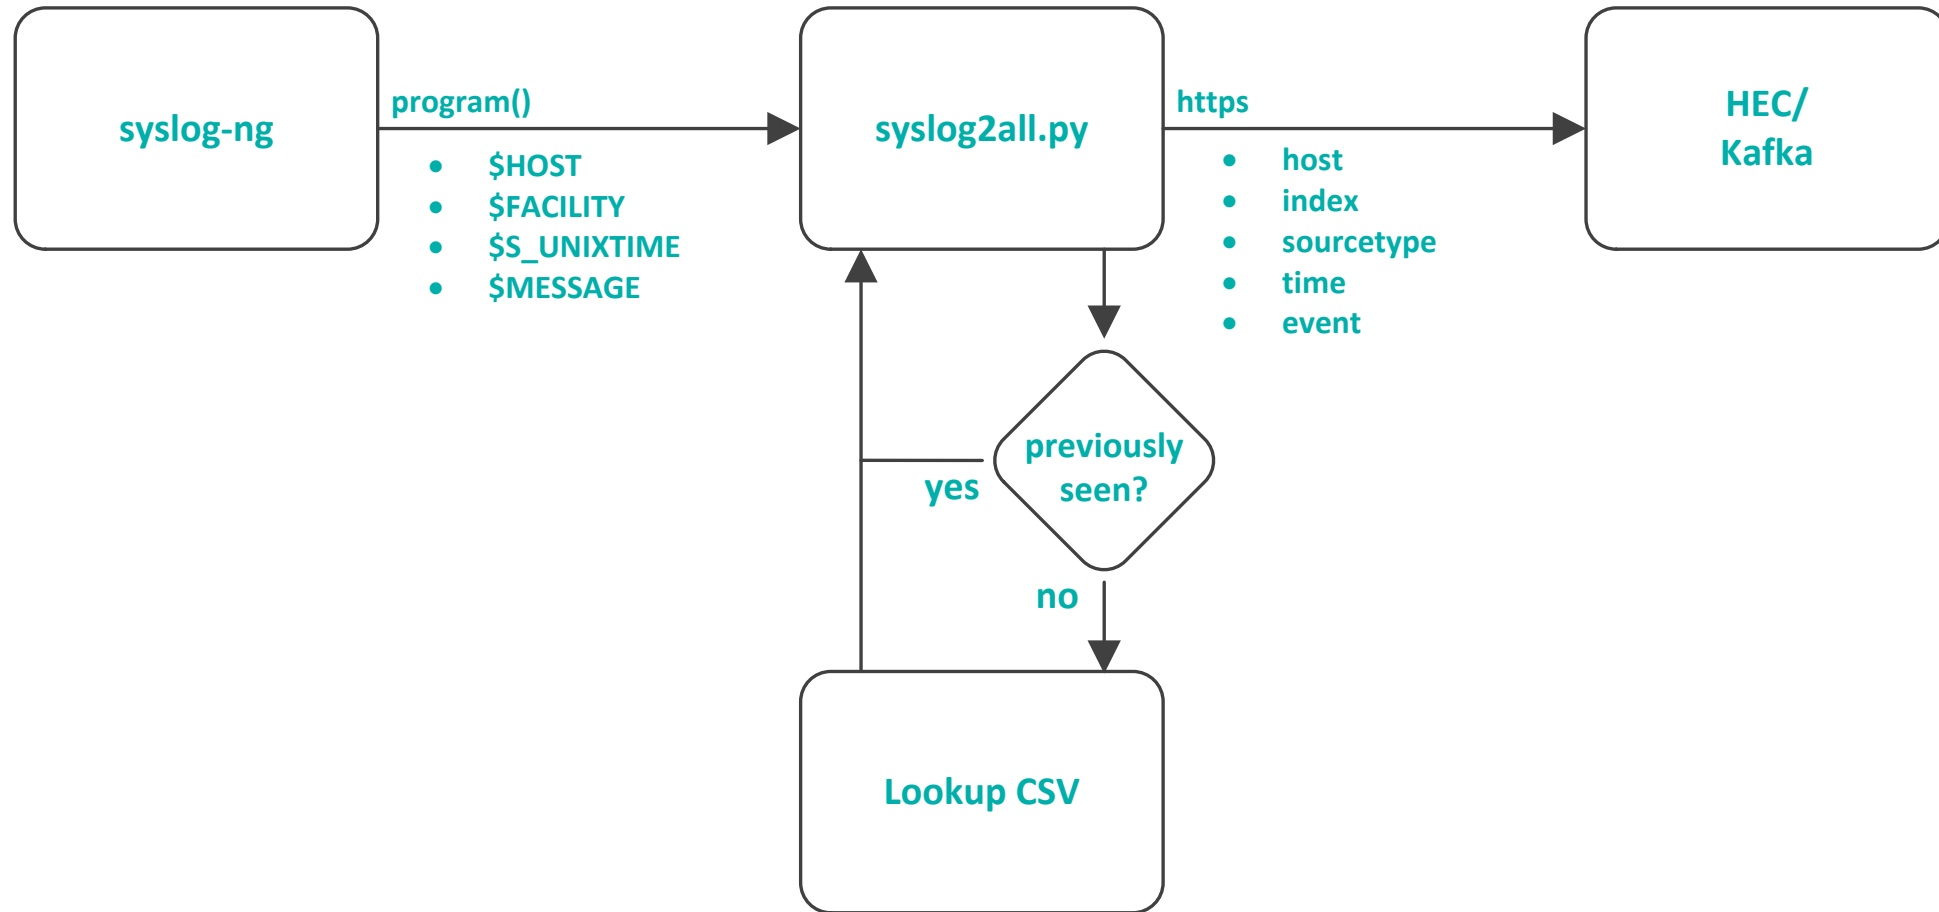 syslog-ng
program()
• $HOST
• $FACILITY
• $S_UNIXTIME
• $MESSAGE
syslog2all.py
https
• host
• index
• sourcetype
• time
• event
HEC/
Kafka
previously
seen?
yes
no
Lookup CSV